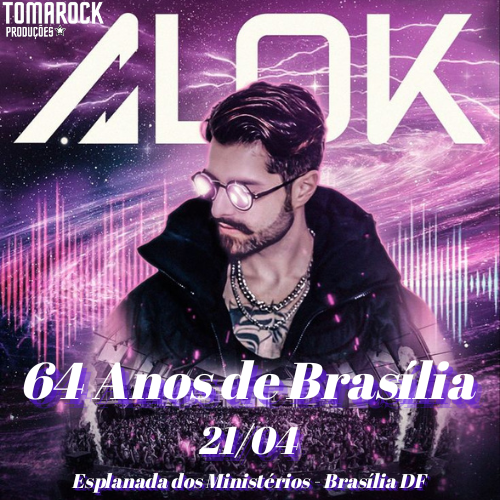 TOMAROCK
PRODUÇÕES
ALOK
64 Anos de Brasília
21/04
Esplanada dos Ministérios - Brasília DF